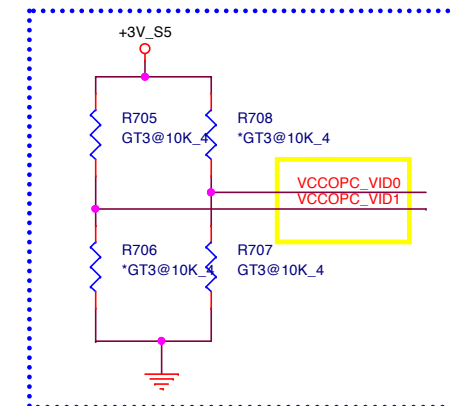 +3V_S5
R705
GT3@10K_4
R708
*GT3@10K_4
VCCOPC_VID0
VCCOPC_VID1
R706
*GT3@10K_4
R707
GT3@10K_4